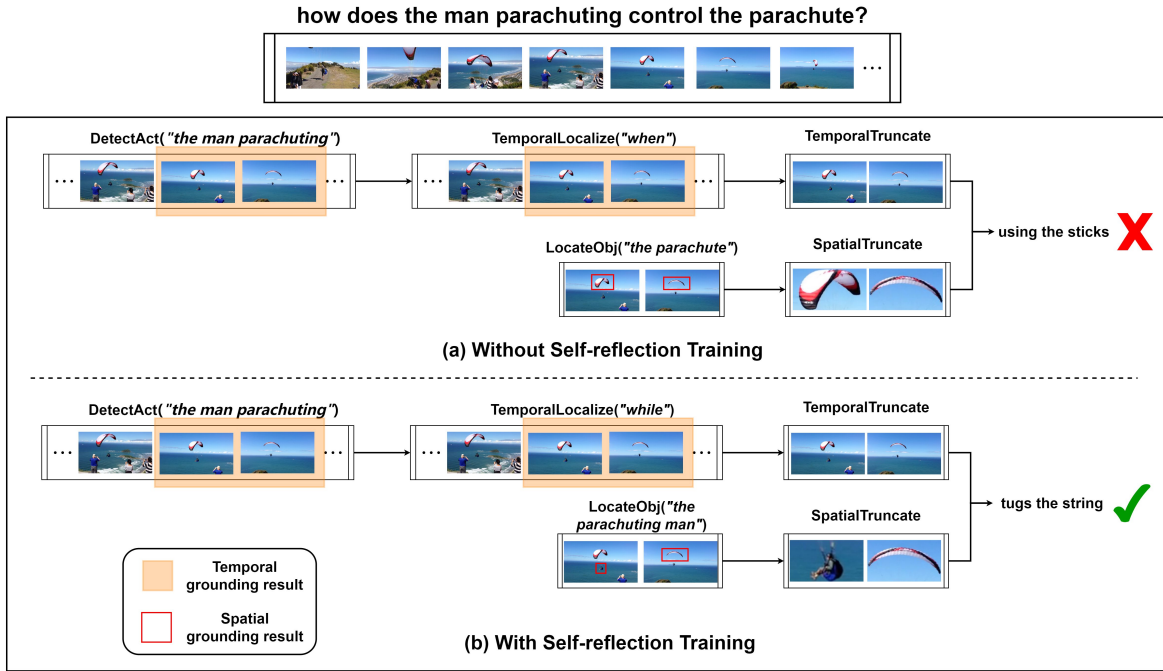 how does the man parachuting control the parachute?
...
DetectAct("the man parachuting")
TemporalLocalize("when")
TemporalTruncate
... ...
... ...
using the sticks X
LocateObj("the parachute")
SpatialTruncate
(a) Without Self-reflection Training
DetectAct("the man parachuting")
TemporalLocalize("while")
TemporalTruncate
... ...
... ...
tugs the string
LocateObj("the
parachuting man")
SpatialTruncate
Temporal
grounding result
Spatial
grounding result
(b) With Self-reflection Training